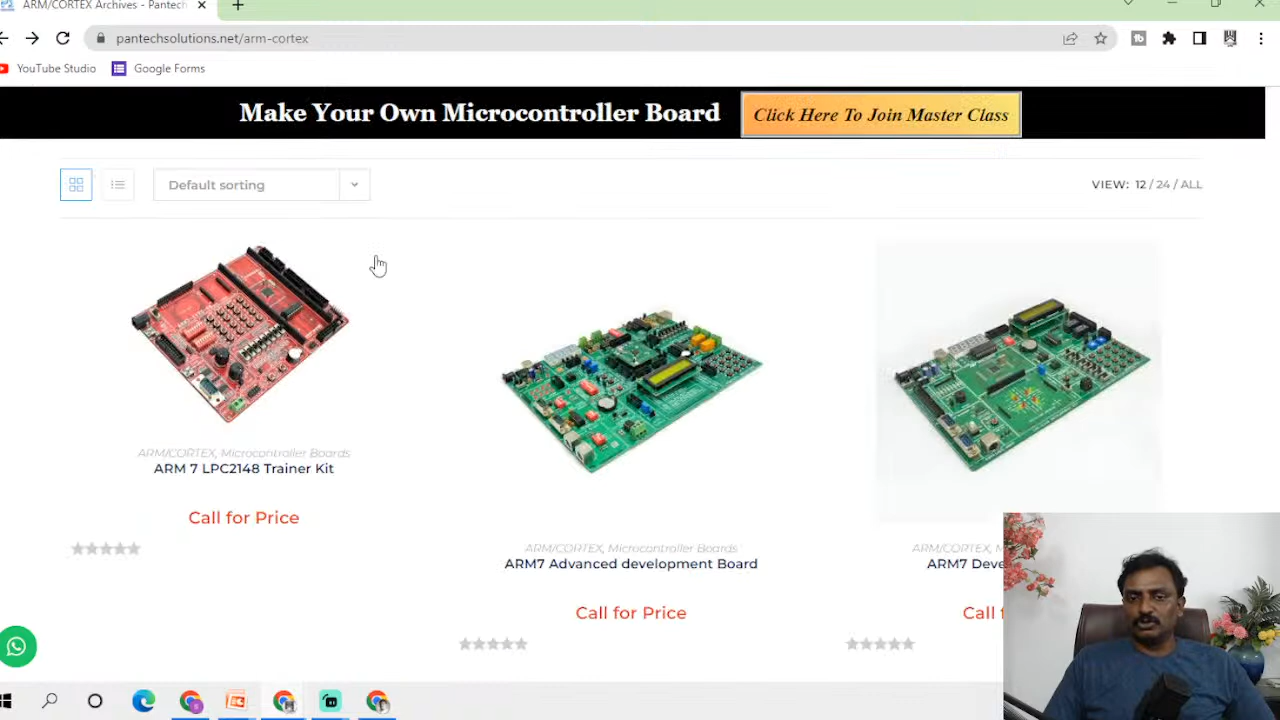 ARM/CORTEX Archives - Pantech
pantechsolutions.net/arm-cortex
YouTube Studio
Google Forms
Make Your Own Microcontroller Board
Click Here To Join Master Class
Default sorting
VIEW: 12 / 24 / ALL
ARM/CORTEX, Microcontroller Boards
ARM 7 LPC2148 Trainer Kit
Call for Price
ARM/CORTEX, Microcontroller Boards
ARM7 Advanced development Board
Call for Price
ARM/CORTEX, M
ARM7 Deve
Call f